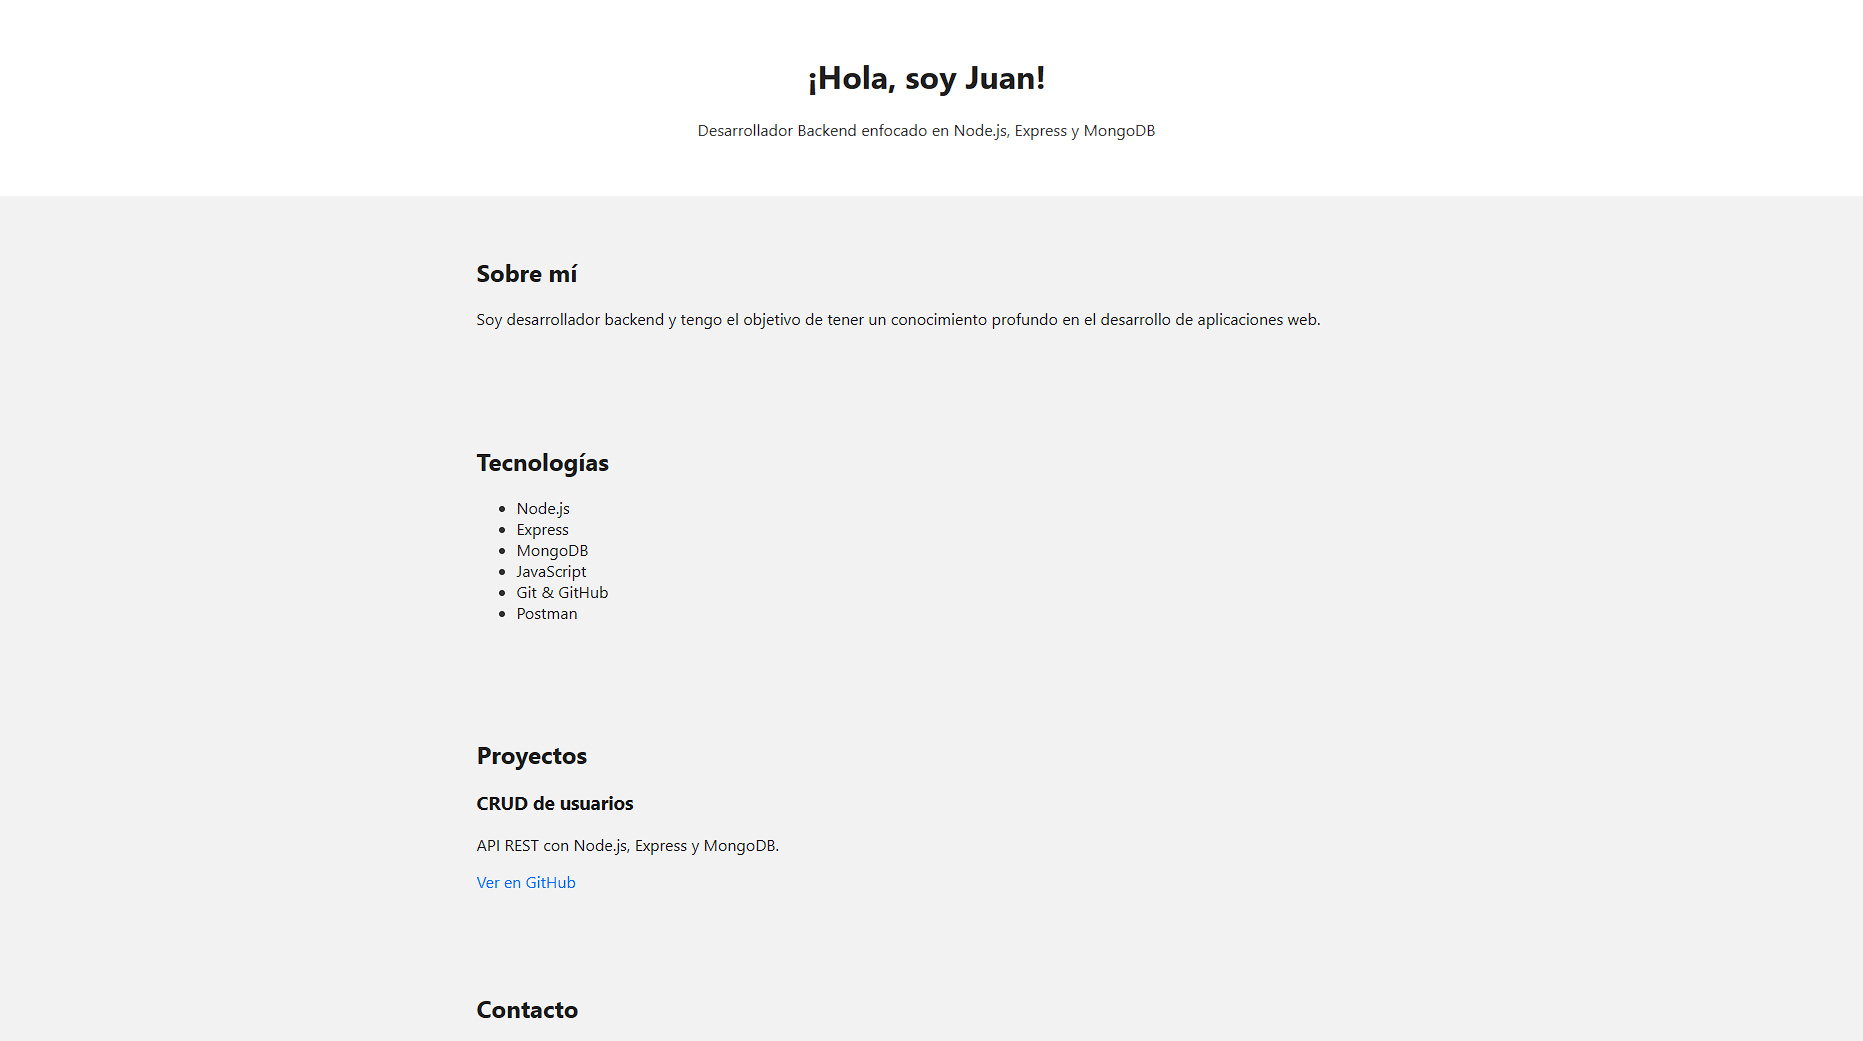 ¡Hola, soy Juan!
Desarrollador Backend enfocado en Node.js, Express y MongoDB
Sobre mí
Soy desarrollador backend y tengo el objetivo de tener un conocimiento profundo en el desarrollo de aplicaciones web.
Tecnologías
Node.js
Express
MongoDB
JavaScript
Git & GitHub
Postman
Proyectos
CRUD de usuarios
API REST con Node.js, Express y MongoDB.
Ver en GitHub
Contacto